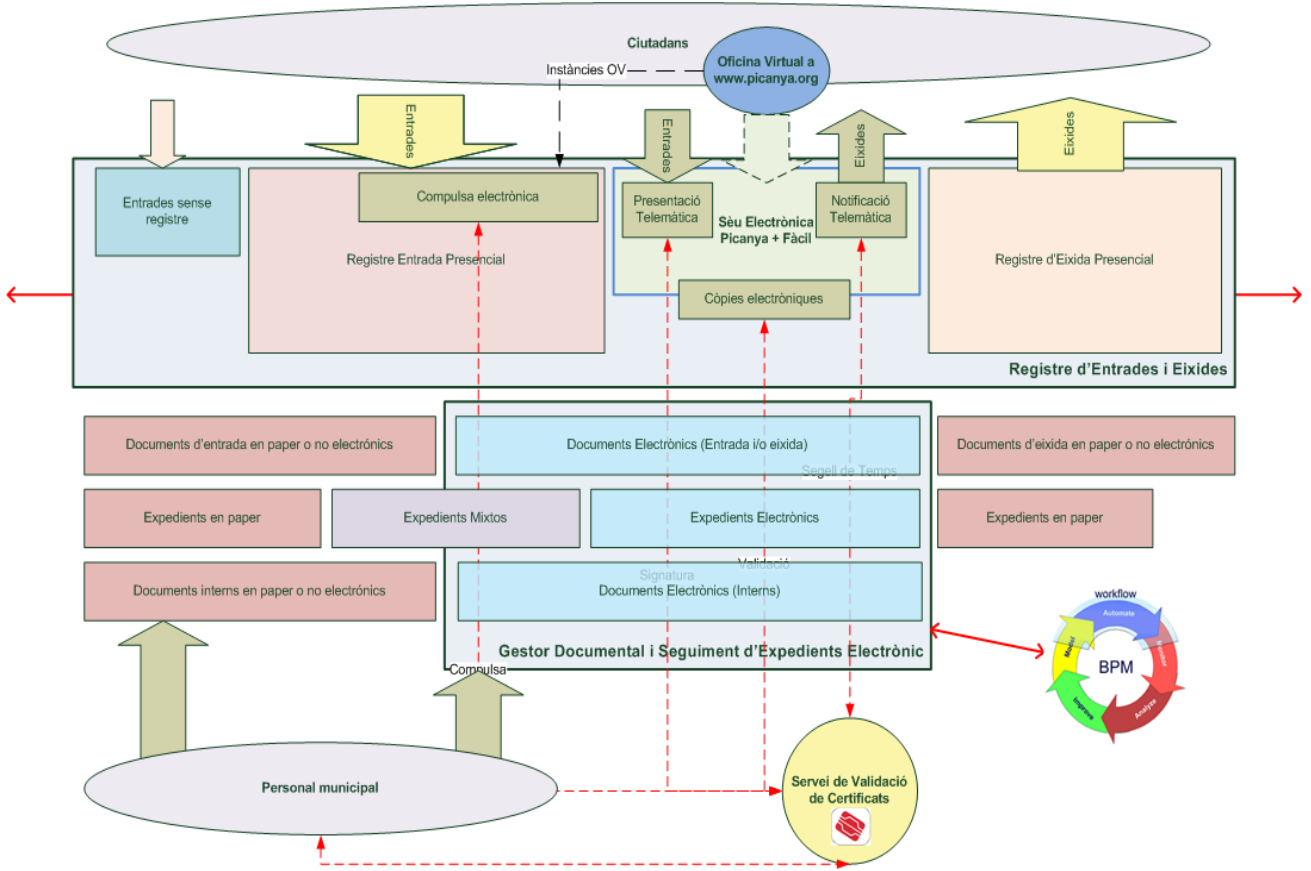 Ciutadans
Oficina Virtual a
www.picanya.org
Instàncies OV
Entrades
Entrades
Eixides
Eixides
Entrades sense
registre
Compulsa electrònica
Registre Entrada Presencial
Presentació
Telemàtica
Notificació
Telemàtica
Sèu Electrònica
Picanya + Fàcil
Còpies electròniques
Registre d'Eixida Presencial
Registre d'Entrades i Eixides
Documents d'entrada en paper o no electrónics
Documents Electrònics (Entrada i/o eixida)
Documents d'eixida en paper o no electrónics
Segell de Temps
Expedients en paper
Expedients Mixtos
Expedients Electrònics
Expedients en paper
Validació
Signatura
Documents interns en paper o no electrónics
Documents Electrònics (Interns)
Gestor Documental i Seguiment d'Expedients Electrònic
Compulsa
workflow
Automate
Monitor
Analyze
Improve
Model
BPM
Personal municipal
Servei de Validació
de Certificats